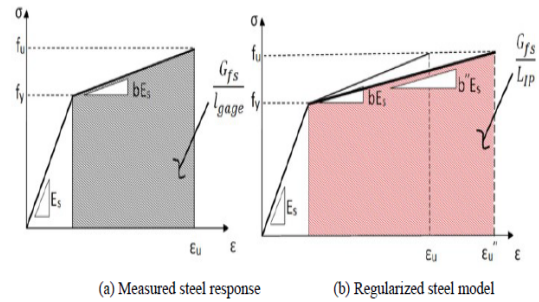 σ
fu
fy
bEs
Es
Gfs
lgage
εu
ε
σ
fu
fy
bEs
b″Es
Es
Gfs
LIP
εu
εu″
ε
(a) Measured steel response
(b) Regularized steel model